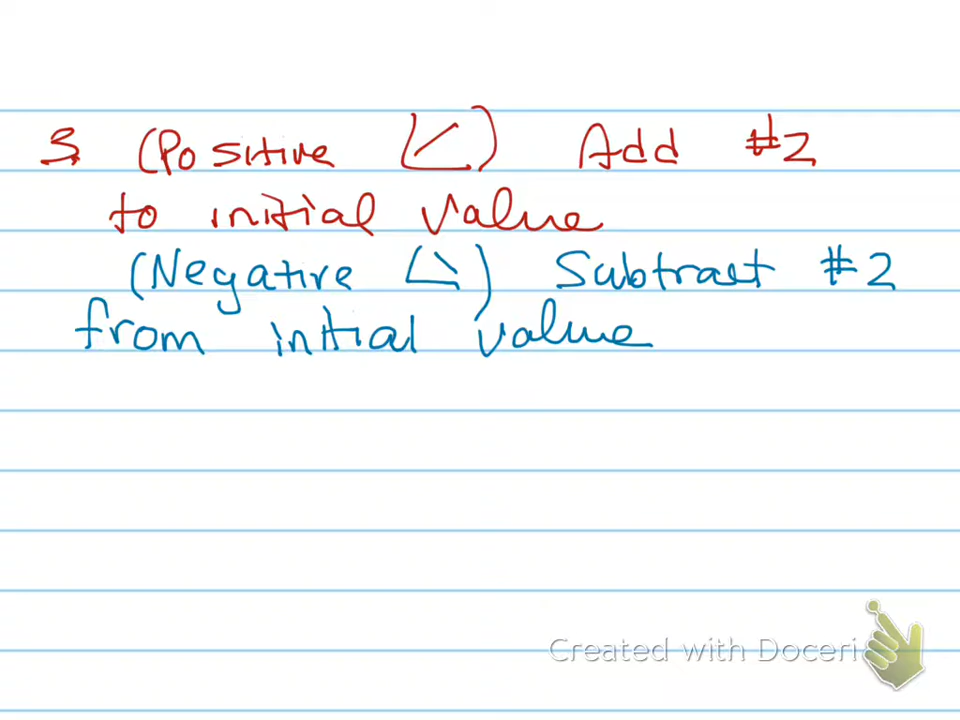 3. (Positive ) Add #2
to initial value
(Negative ) Subtract #2
from initial value
Created with Doceri